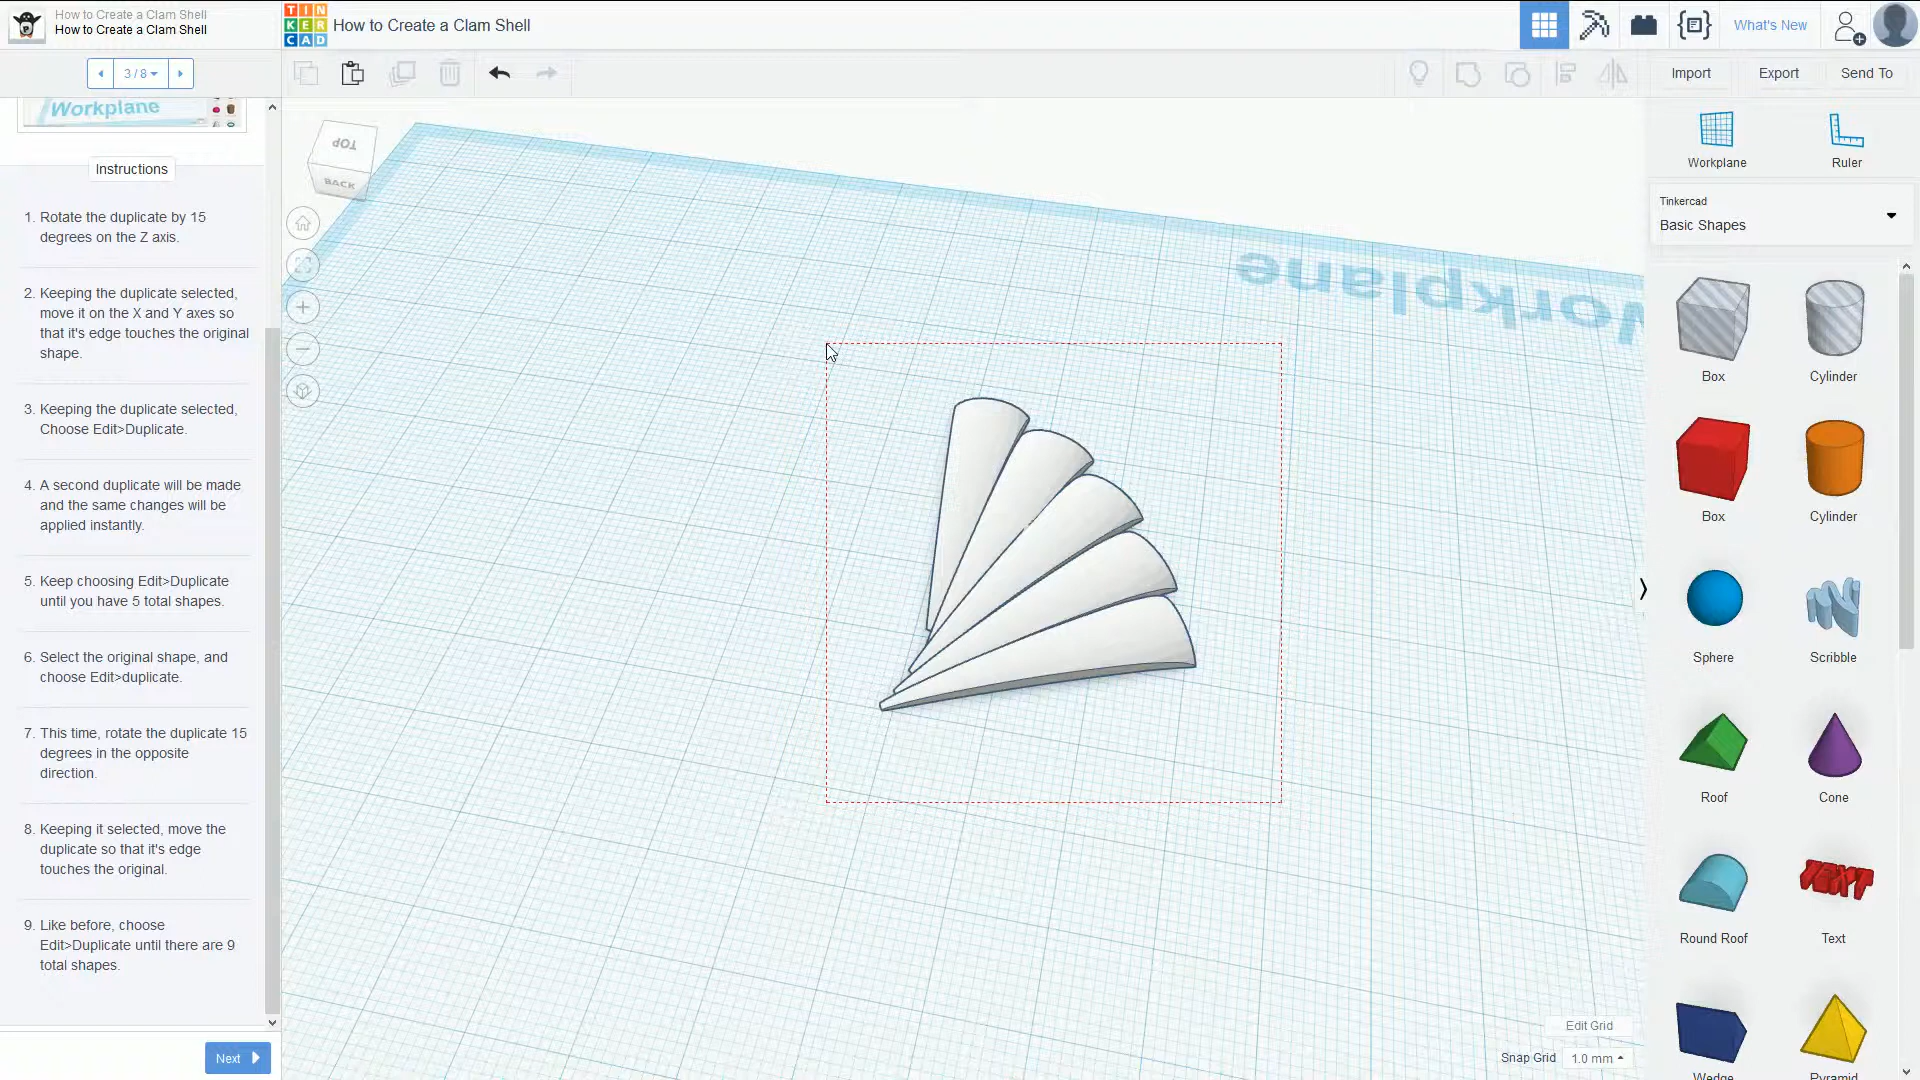 How to Create a Clam Shell
How to Create a Clam Shell
TIN
KER
CAD
How to Create a Clam Shell
What's New
3 / 8
Import
Export
Send To
Workplane
Instructions
1. Rotate the duplicate by 15
degrees on the Z axis.
2. Keeping the duplicate selected,
move it on the X and Y axes so
that it's edge touches the original
shape.
3. Keeping the duplicate selected,
Choose Edit>Duplicate.
4. A second duplicate will be made
and the same changes will be
applied instantly.
5. Keep choosing Edit>Duplicate
until you have 5 total shapes.
6. Select the original shape, and
choose Edit>duplicate.
7. This time, rotate the duplicate 15
degrees in the opposite
direction.
8. Keeping it selected, move the
duplicate so that it's edge
touches the original.
9. Like before, choose
Edit>Duplicate until there are 9
total shapes.
Next
TOP
BACK
orkplane
Edit Grid
Snap Grid 1.0 mm
Workplane
Ruler
Tinkercad
Basic Shapes
Box
Cylinder
Box
Cylinder
Sphere
Scribble
Roof
Cone
TEXT
Round Roof
Text
Wedge
Pyramid